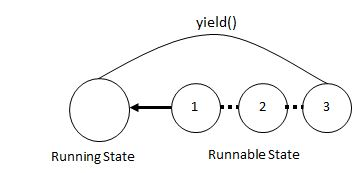 yield()
1 2 3
Running State Runnable State